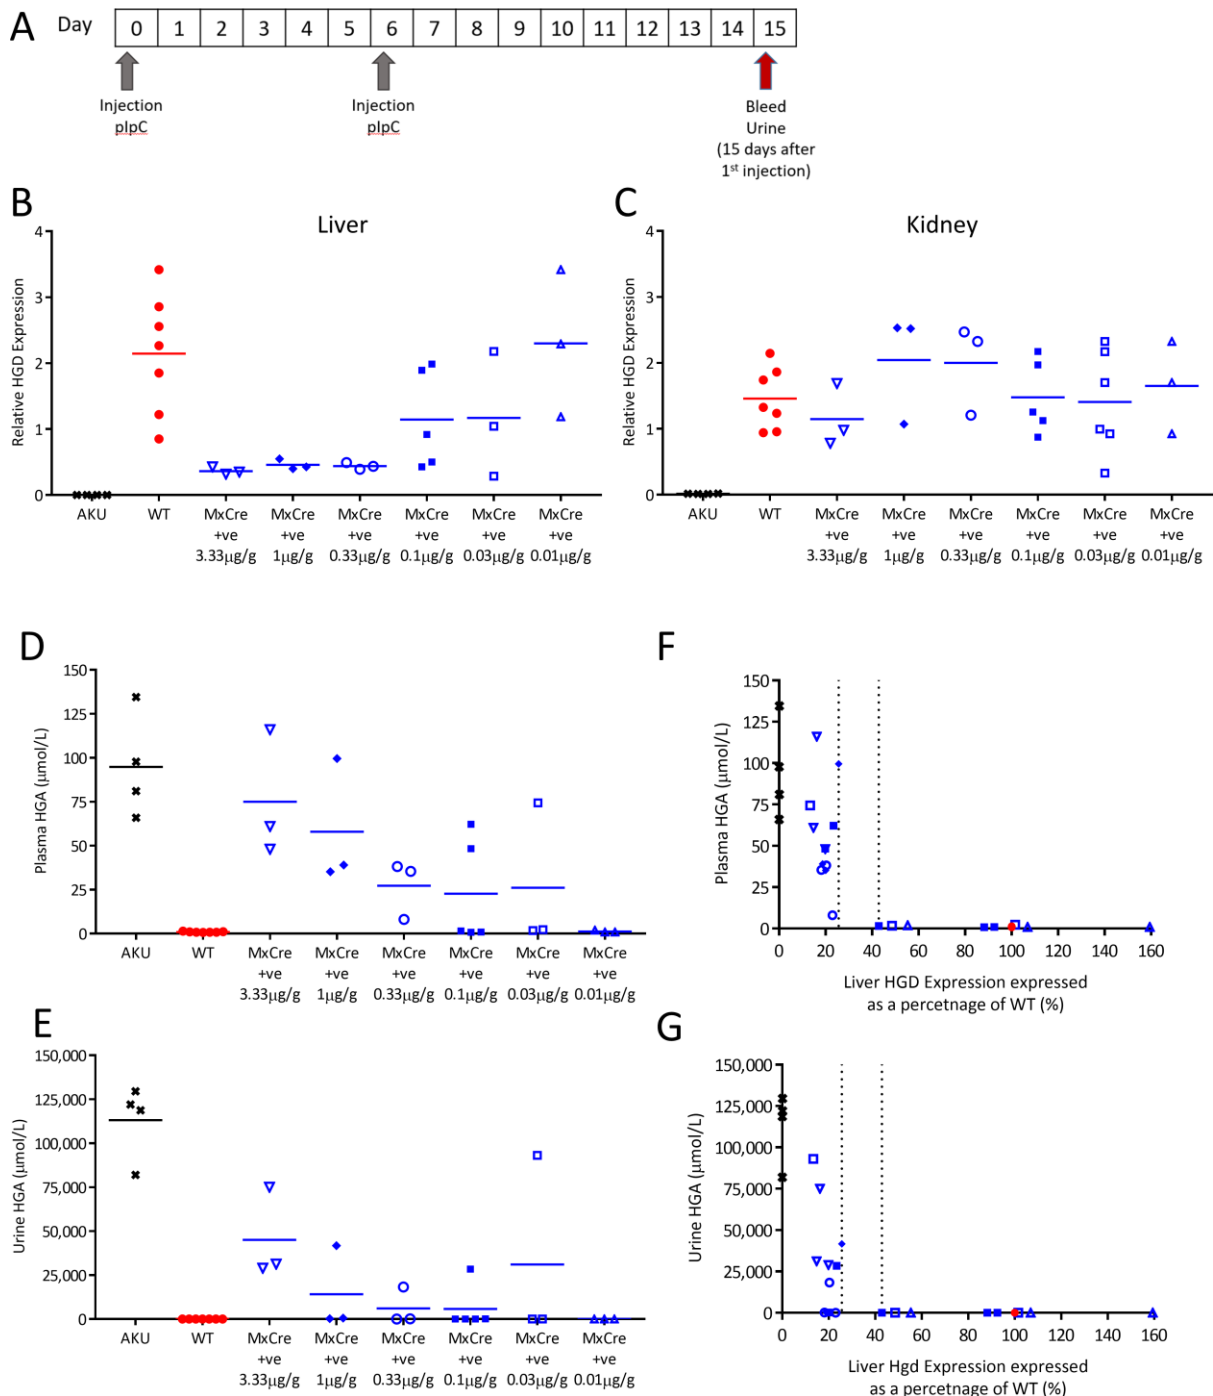 A
Day 0 1 2 3 4 5 6 7 8 9 10 11 12 13 14 15
Injection
pIpC
Injection
pIpC
Bleed
Urine
(15 days after
1st injection)
B
Liver
Relative HGD Expression
4
3
2
1
0
AKU WT MxCre MxCre MxCre MxCre MxCre MxCre
+ve +ve +ve +ve +ve +ve
3.33μg/g 1μg/g 0.33μg/g 0.1μg/g 0.03μg/g 0.01μg/g
C
Kidney
Relative HGD Expression
4
3
2
1
0
AKU WT MxCre MxCre MxCre MxCre MxCre MxCre
+ve +ve +ve +ve +ve +ve
3.33μg/g 1μg/g 0.33μg/g 0.1μg/g 0.03μg/g 0.01μg/g
D
Plasma HGA (μmol/L)
150
125
100
75
50
25
0
AKU WT MxCre MxCre MxCre MxCre MxCre MxCre
+ve +ve +ve +ve +ve +ve
3.33μg/g 1μg/g 0.33μg/g 0.1μg/g 0.03μg/g 0.01μg/g
F
Plasma HGA (μmol/L)
150
125
100
75
50
25
0
0 20 40 60 80 100 120 140 160
Liver HGD Expression expressed
as a percetnage of WT (%)
E
Urine HGA (μmol/L)
150,000
125,000
100,000
75,000
50,000
25,000
0
AKU WT MxCre MxCre MxCre MxCre MxCre MxCre
+ve +ve +ve +ve +ve +ve
3.33μg/g 1μg/g 0.33μg/g 0.1μg/g 0.03μg/g 0.01μg/g
G
Urine HGA (μmol/L)
150,000
125,000
100,000
75,000
50,000
25,000
0
0 20 40 60 80 100 120 140 160
Liver Hgd Expression expressed
as a percetnage of WT (%)